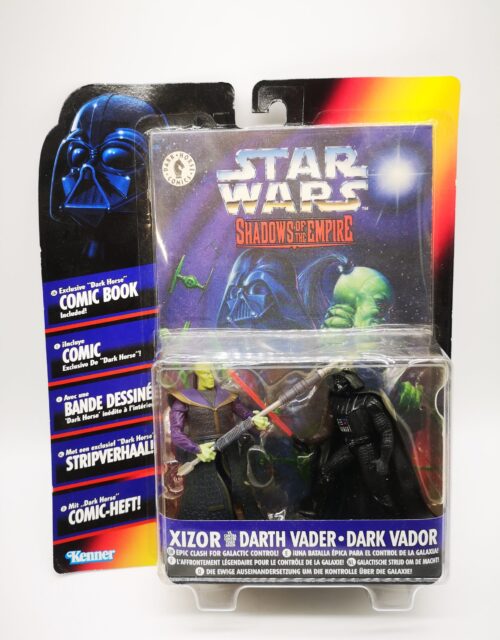 DARK HORSE COMICS
STAR
WARS
TM
SHADOWS OF THE EMPIRE
Exclusive "Dark Horse"
COMIC BOOK
Included!
¡Incluye
COMIC
Exclusivo De "Dark Horse"!
Avec une
BANDE DESSINÉ
"Dark Horse" inédite à l'intérie
Met een exclusief "Dark Horse"
STRIPVERHAAL!
Mit „Dark Horse"
COMIC-HEFT!
Kenner
XIZOR DARTH VADER • DARK VADOR
EPIC CLASH FOR GALACTIC CONTROL! ¡UNA BATALLA ÉPICA PARA EL CONTROL DE LA GALAXIA!
L'AFFRONTEMENT LÉGENDAIRE POUR LE CONTRÔLE DE LA GALAXIE! GALACTISCHE STRIJD OM DE MACHT!
DIE EWIGE AUSEINANDERSETZUNG UM DIE KONTROLLE ÜBER DIE GALAXIE!